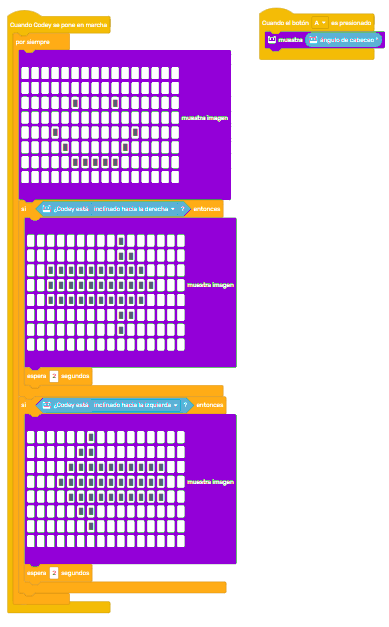 Cuando Codey se pone en marcha
por siempre
muestra imagen
si ¿Codey está inclinado hacia la derecha ? entonces
muestra imagen
espera 2 segundos
si ¿Codey está inclinado hacia la izquierda ? entonces
muestra imagen
espera 2 segundos
Cuando el botón A es presionado
muestra ángulo de cabeceo °